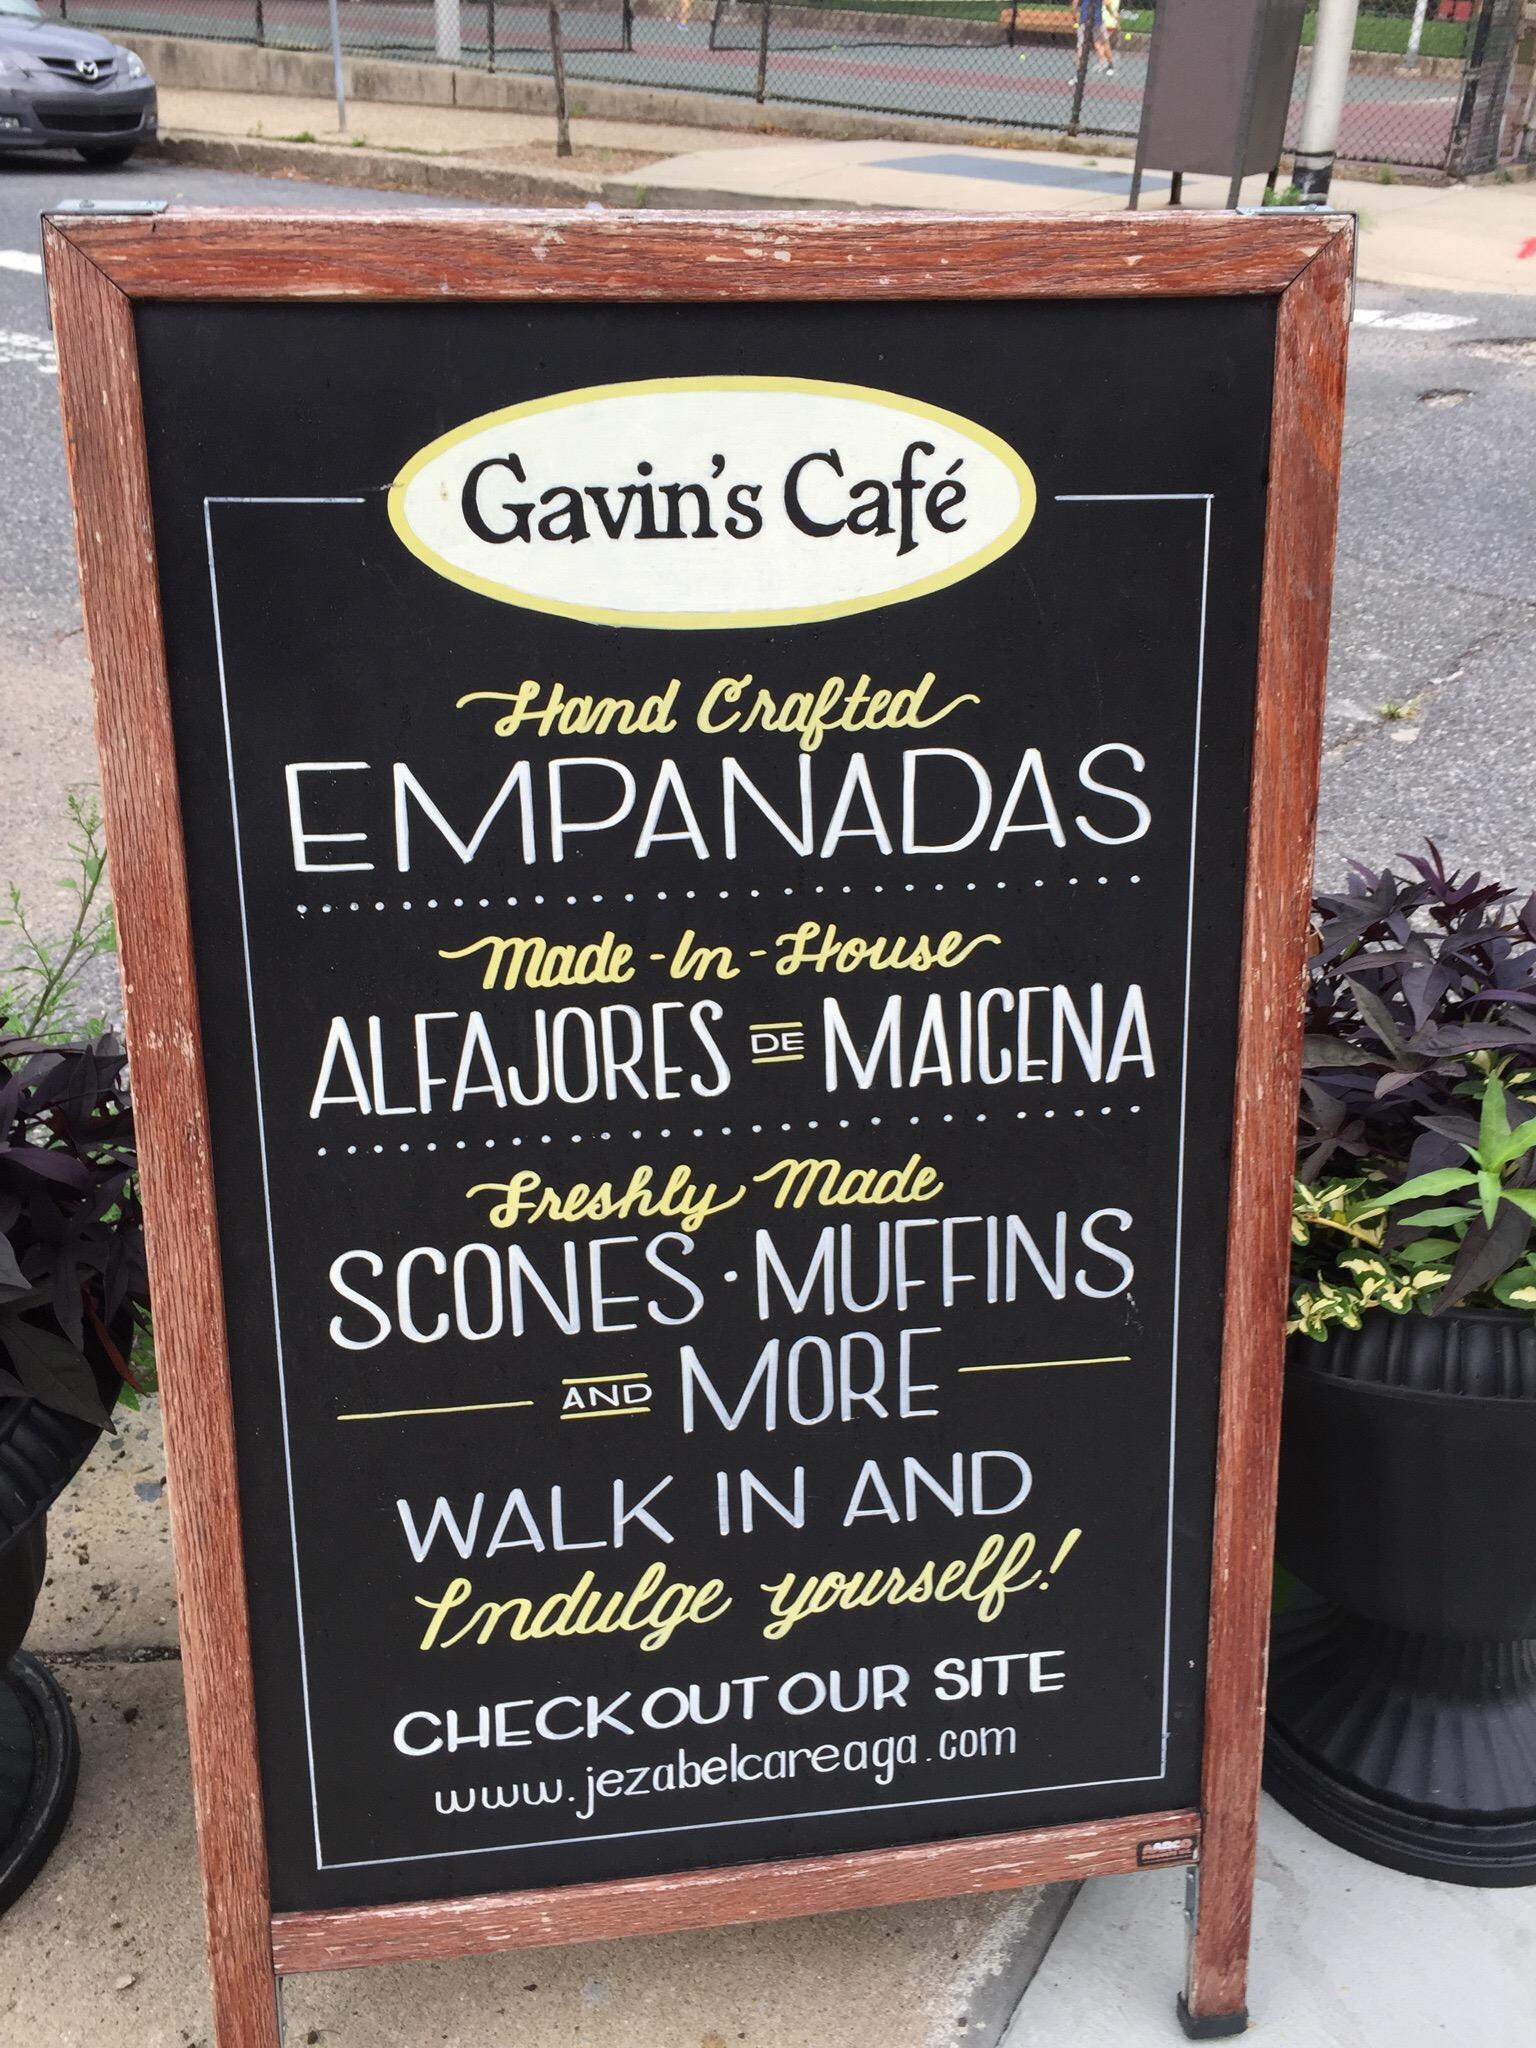 Gavin's Café
Hand Crafted
EMPANADAS
Made-In-House
ALFAJORES DE MAICENA
Freshly Made
SCONES · MUFFINS
AND MORE
WALK IN AND
Indulge yourself!
CHECK OUT OUR SITE
www.jezabelcareaga.com